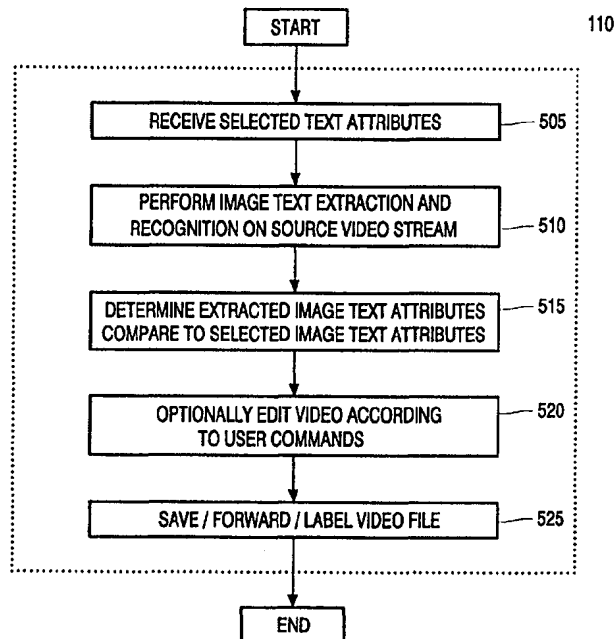 START
110
RECEIVE SELECTED TEXT ATTRIBUTES
505
PERFORM IMAGE TEXT EXTRACTION AND
RECOGNITION ON SOURCE VIDEO STREAM
510
DETERMINE EXTRACTED IMAGE TEXT ATTRIBUTES
COMPARE TO SELECTED IMAGE TEXT ATTRIBUTES
515
OPTIONALLY EDIT VIDEO ACCORDING
TO USER COMMANDS
520
SAVE / FORWARD / LABEL VIDEO FILE
525
END